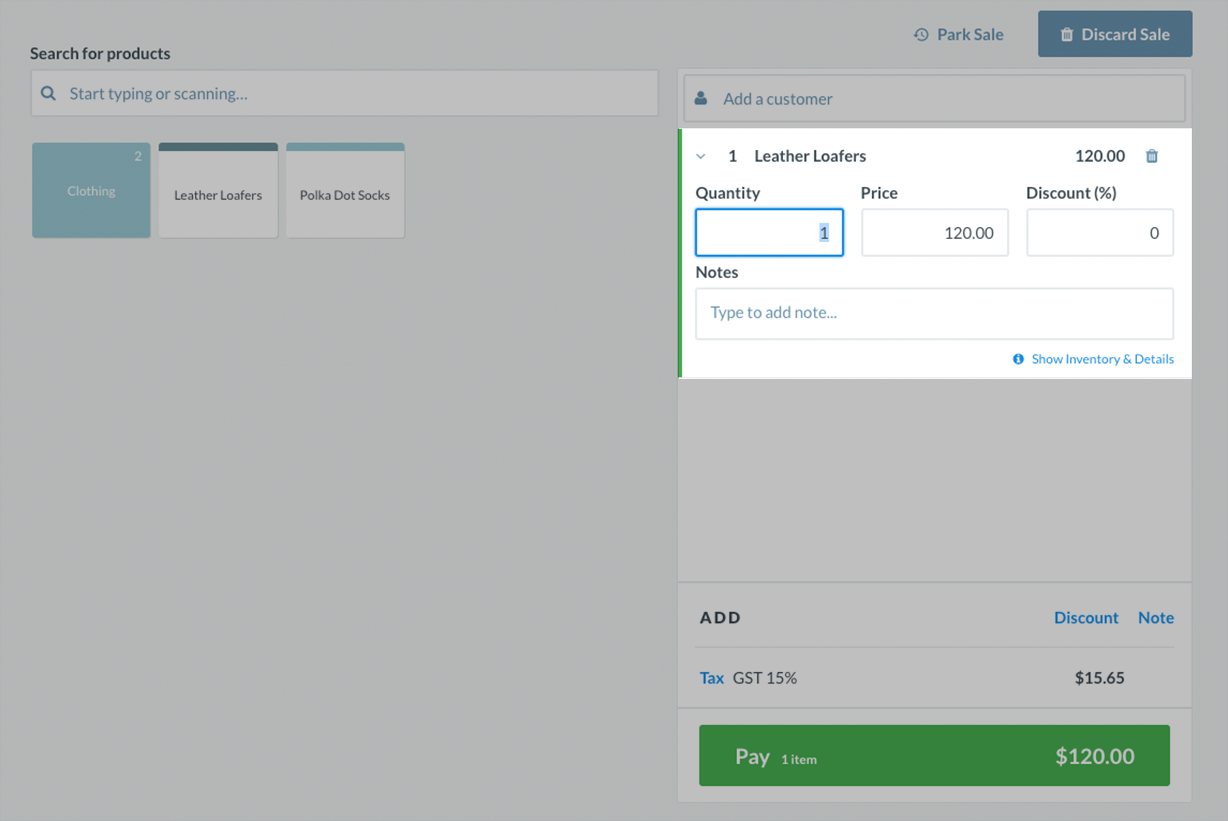 Park Sale
Discard Sale
Search for products
Start typing or scanning...
Add a customer
2
Clothing
Leather Loafers
Polka Dot Socks
1 Leather Loafers 120.00
Quantity Price Discount (%)
1 120.00 0
Notes
Type to add note...
Show Inventory & Details
ADD Discount Note
Tax GST 15% $15.65
Pay 1 item $120.00